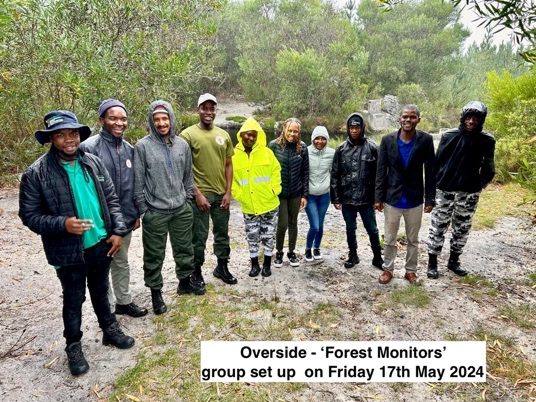 Overside - ‘Forest Monitors’
group set up  on Friday 17th May 2024